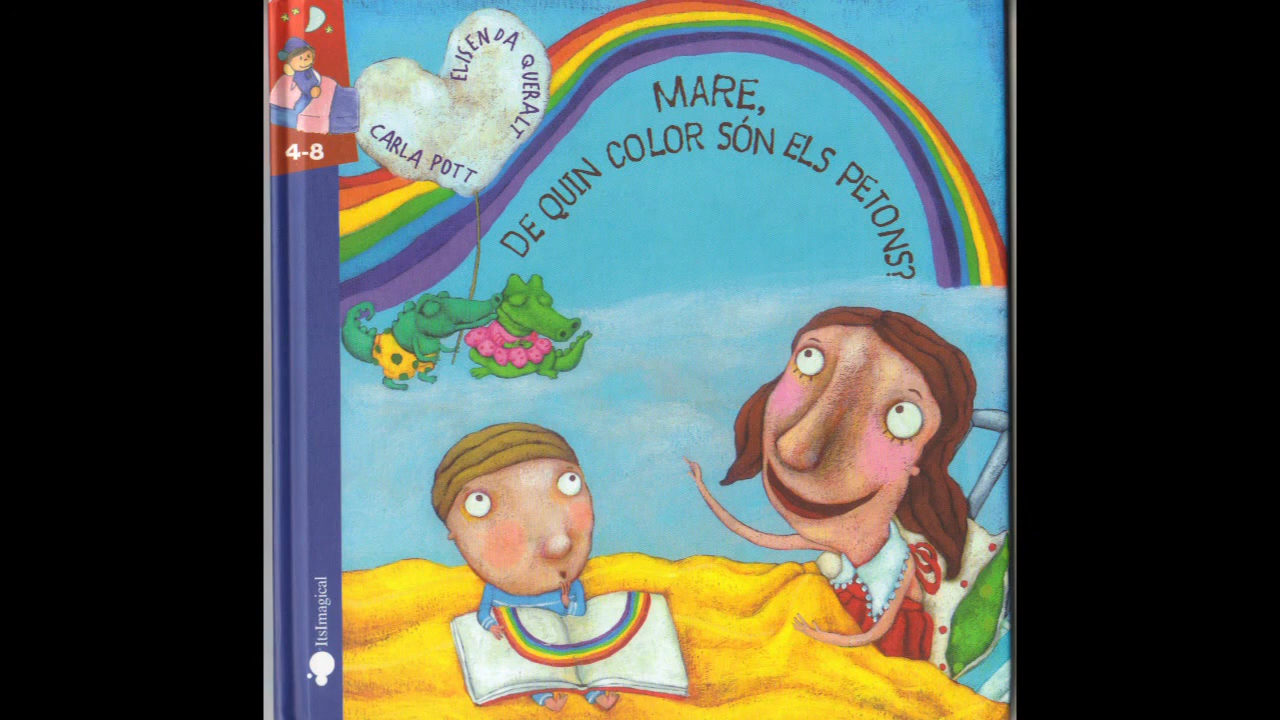 ELISENDA QUERALT
CARLA POTT
4-8
MARE,
DE QUIN COLOR SÓN ELS PETONS?
ItsImagical